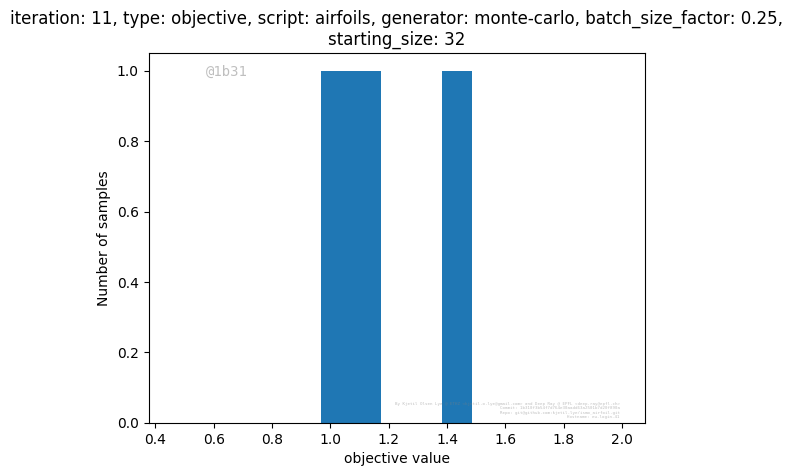 iteration: 11, type: objective, script: airfoils, generator: monte-carlo, batch_size_factor: 0.25,
starting_size: 32
@1b31
1.0
0.8
0.6
0.4
0.2
0.0
Number of samples
0.4 0.6 0.8 1.0 1.2 1.4 1.6 1.8 2.0
objective value